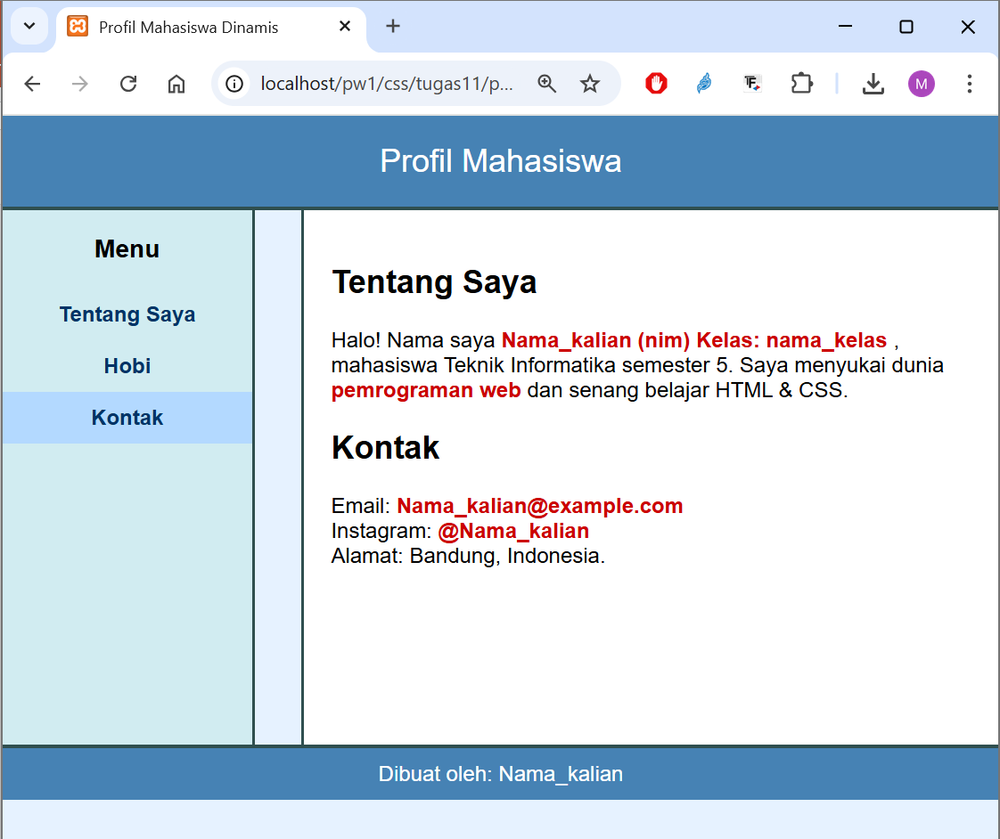 Profil Mahasiswa Dinamis
localhost/pw1/css/tugas11/p...
M
Profil Mahasiswa
Menu
Tentang Saya
Hobi
Kontak
Tentang Saya
Halo! Nama saya Nama_kalian (nim) Kelas: nama_kelas ,
mahasiswa Teknik Informatika semester 5. Saya menyukai dunia
pemrograman web dan senang belajar HTML & CSS.
Kontak
Email: Nama_kalian@example.com
Instagram: @Nama_kalian
Alamat: Bandung, Indonesia.
Dibuat oleh: Nama_kalian